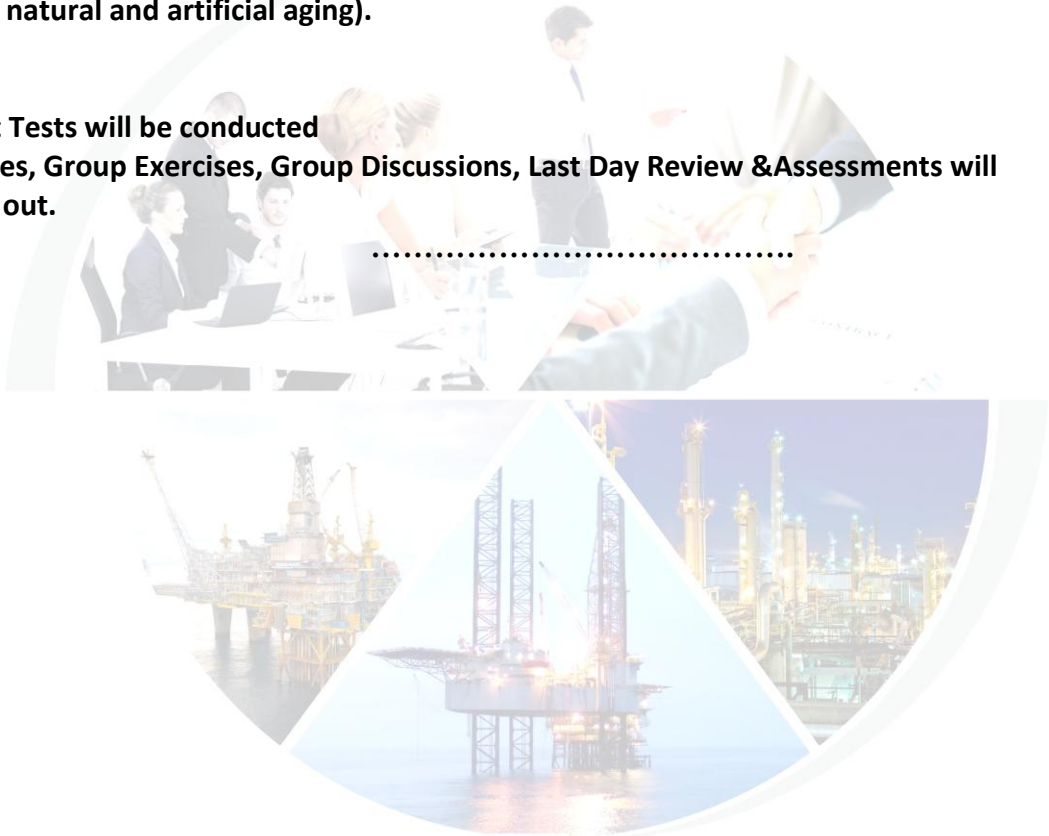 natural and artificial aging).
: Tests will be conducted
es, Group Exercises, Group Discussions, Last Day Review &Assessments will
out.
…………………………………..
CONTRACT